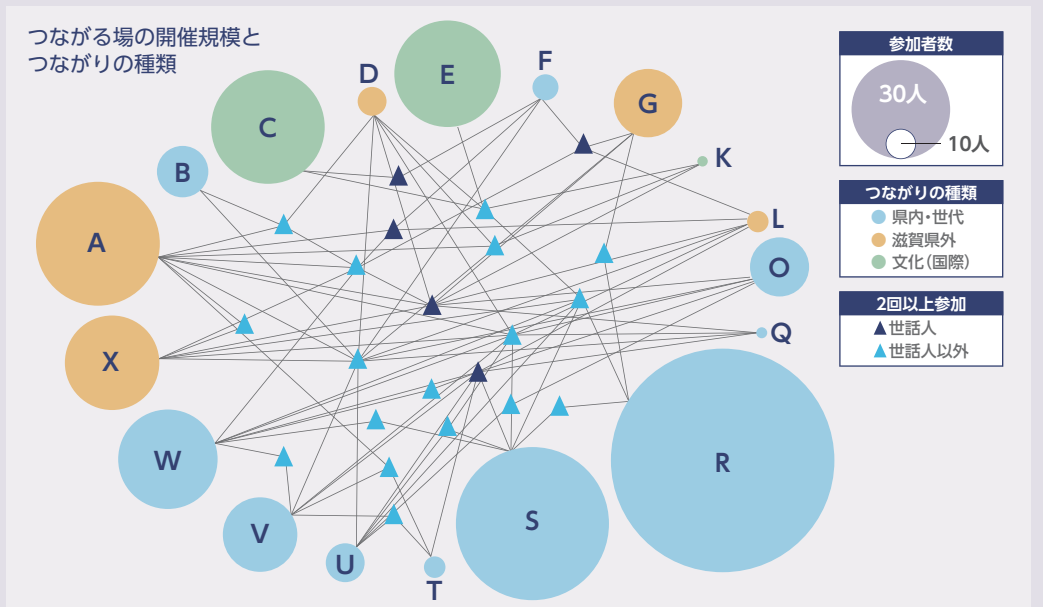 つながる場の開催規模と
つながりの種類
A
B
C
D
E
F
G
K
L
O
Q
R
S
T
U
V
W
X
参加者数
30人
10人
つながりの種類
県内・世代
滋賀県外
文化(国際)
2回以上参加
世話人
世話人以外